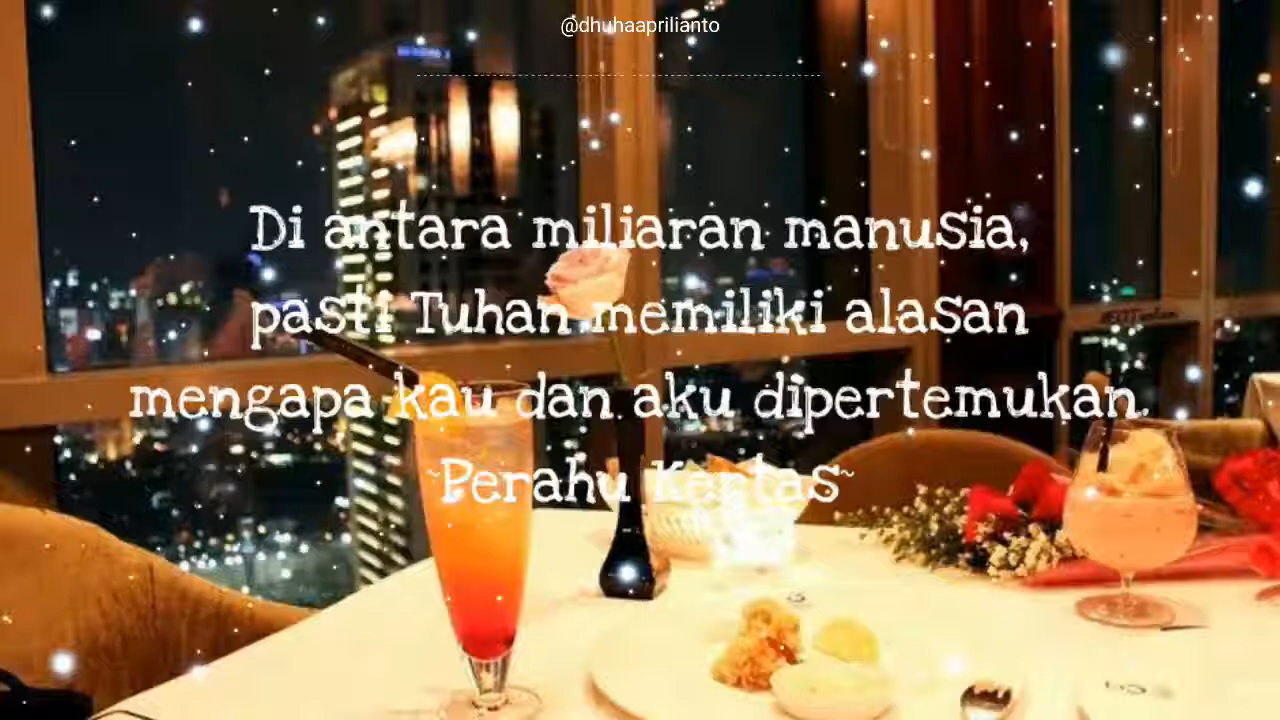 @dhuhaaprilianto
Di antara miliaran manusia,
pasti Tuhan memiliki alasan
mengapa kau dan aku dipertemukan.
~Perahu Kertas~